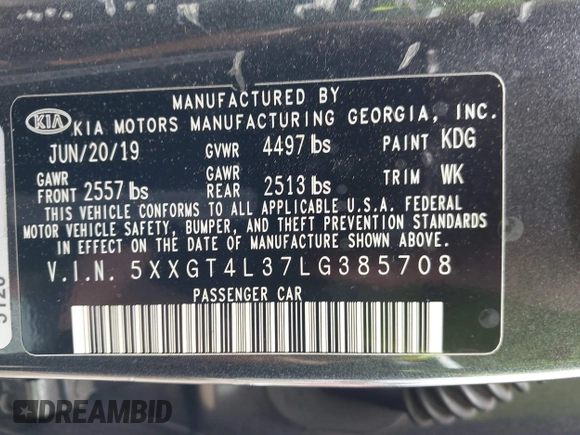 MANUFACTURED BY
KIA KIA MOTORS MANUFACTURING GEORGIA, INC.
JUN/20/19 GVWR 4497 lbs PAINT KDG
GAWR FRONT 2557 lbs GAWR REAR 2513 lbs TRIM WK
THIS VEHICLE CONFORMS TO ALL APPLICABLE U.S.A. FEDERAL
MOTOR VEHICLE SAFETY, BUMPER, AND THEFT PREVENTION STANDARDS
IN EFFECT ON THE DATE OF MANUFACTURE SHOWN ABOVE.
V.I.N. 5XXGT4L37LG385708
PASSENGER CAR
DREAMBID